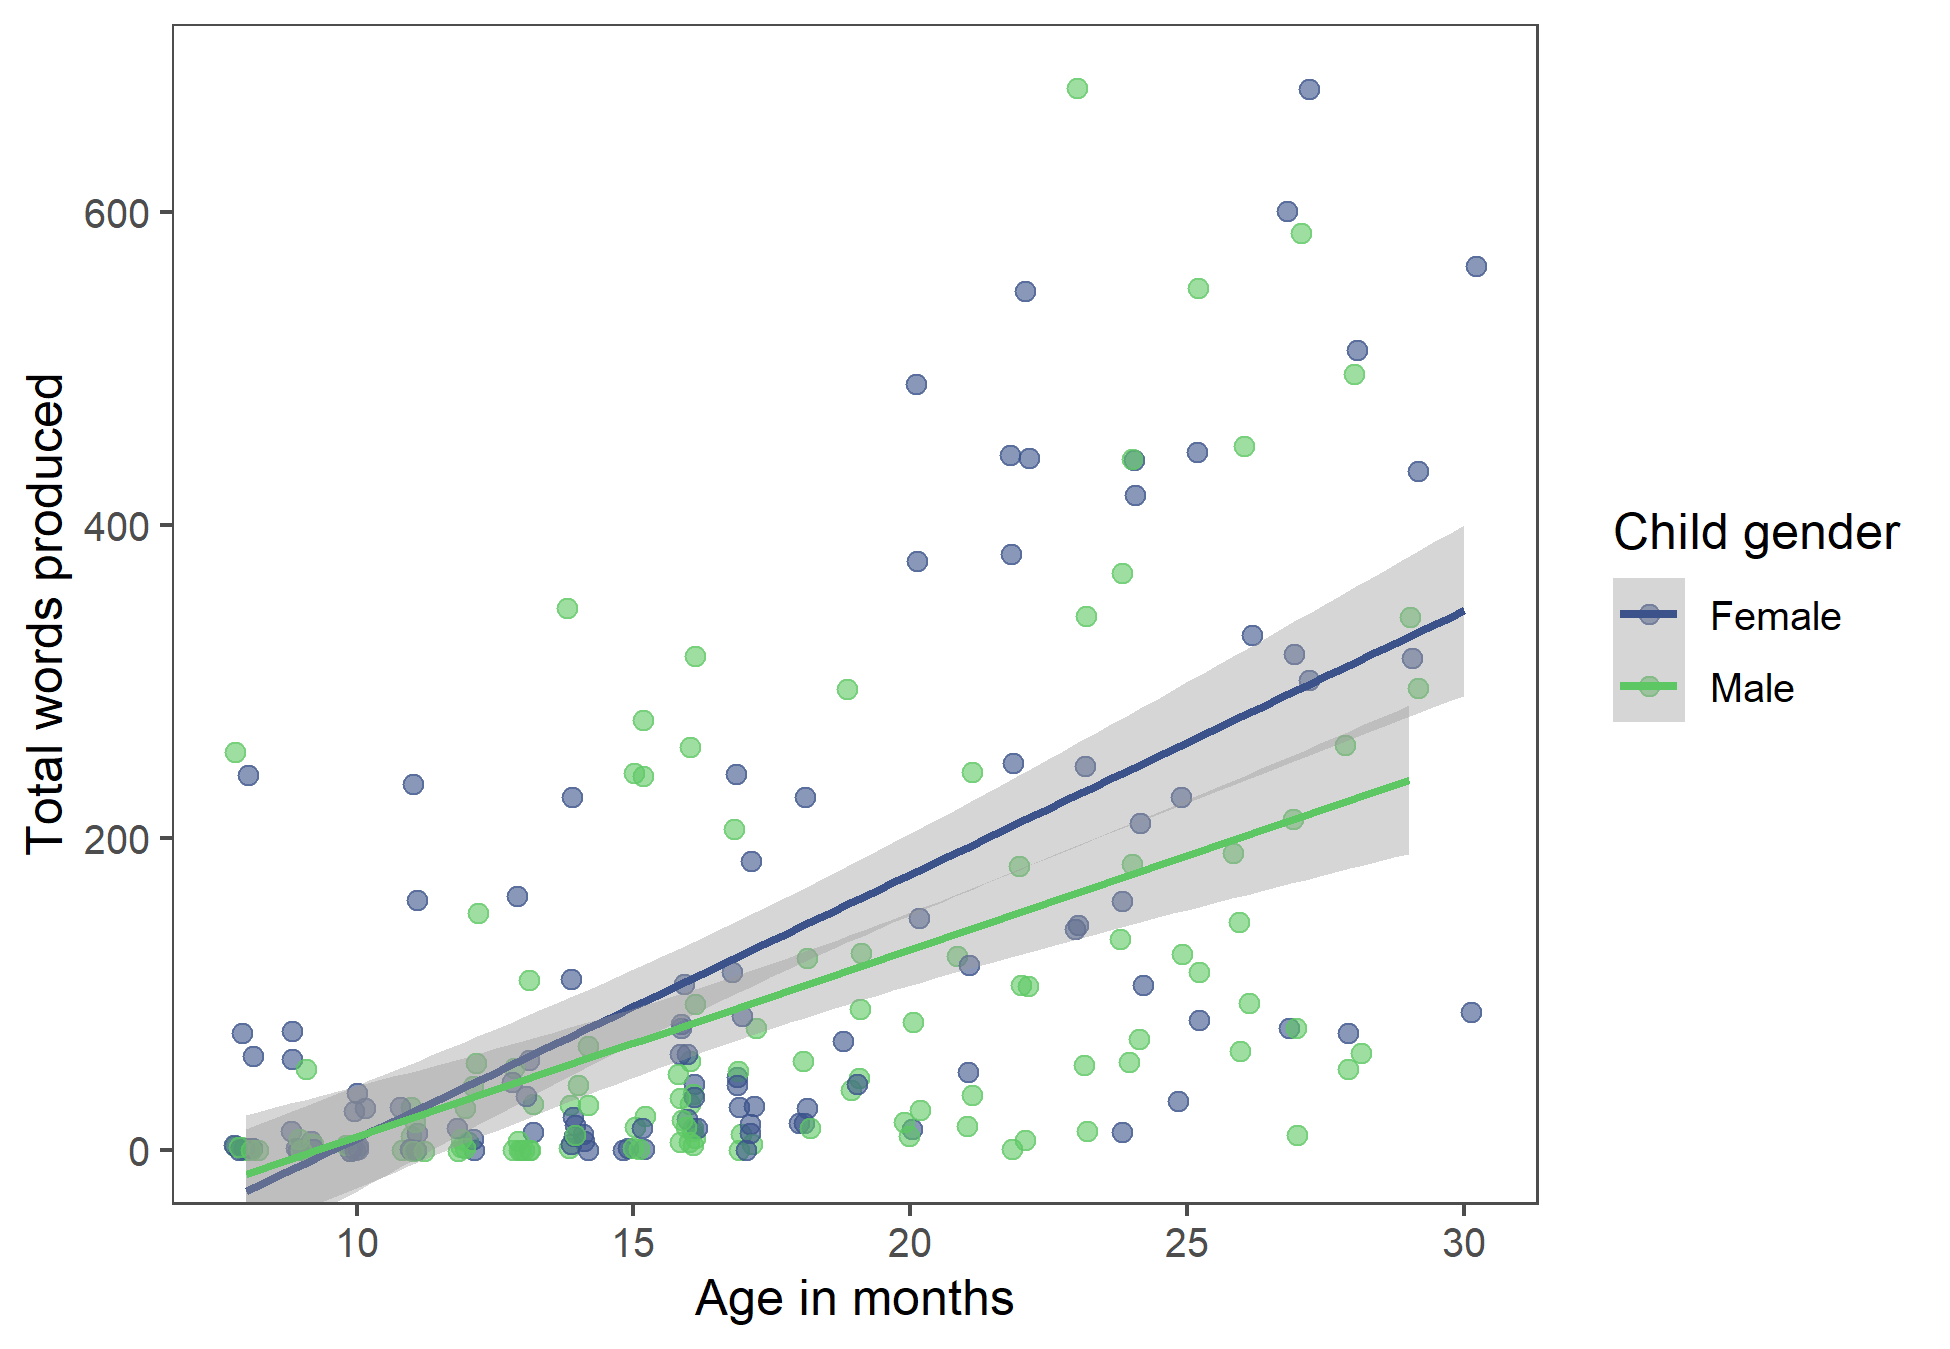 Total words produced
600
400
200
0
10 15 20 25 30
Age in months
Child gender
Female
Male